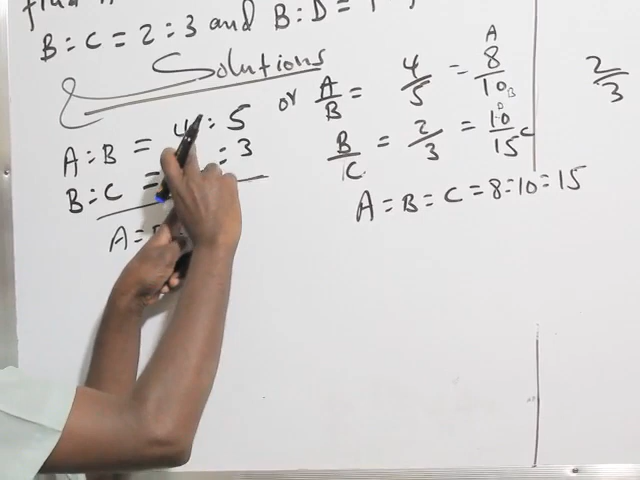 B:C = 2:3 and B:D =
Solutions
A:B = 4:5
B:C = :3
A=B
or A/B = 4/5 = A 8/10 B
B/C = 2/3 = 10/15 C
A=B=C=8=10=15
2/3